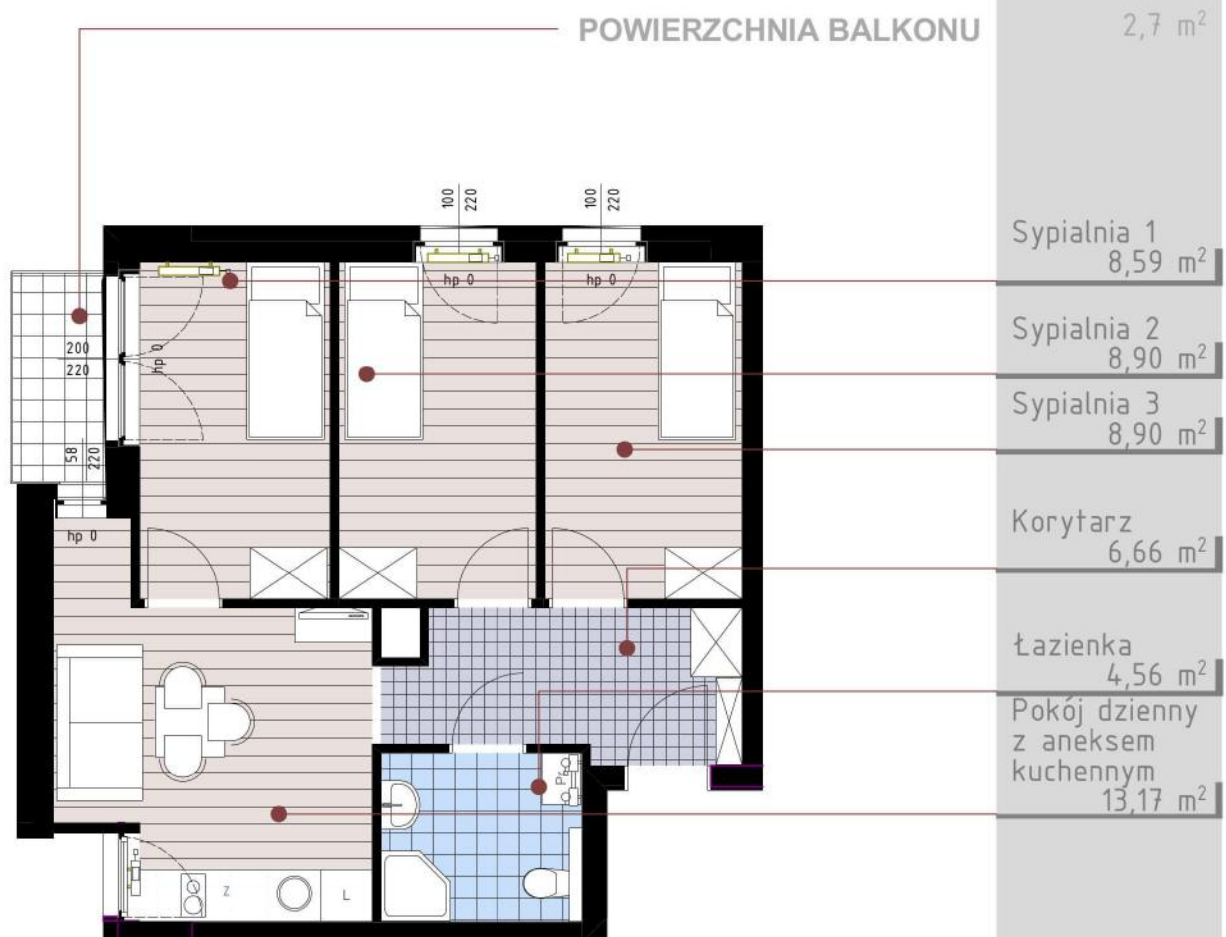 POWIERZCHNIA BALKONU 2,7 m²
100
220
100
220
Sypialnia 1
8,59 m²
hp 0
hp 0
Sypialnia 2
8,90 m²
200
220
hp 0
Sypialnia 3
8,90 m²
58
220
hp 0
Korytarz
6,66 m²
Łazienka
4,56 m²
Pokój dzienny
z aneksem
kuchennym
13,17 m²
Pr
Z
L